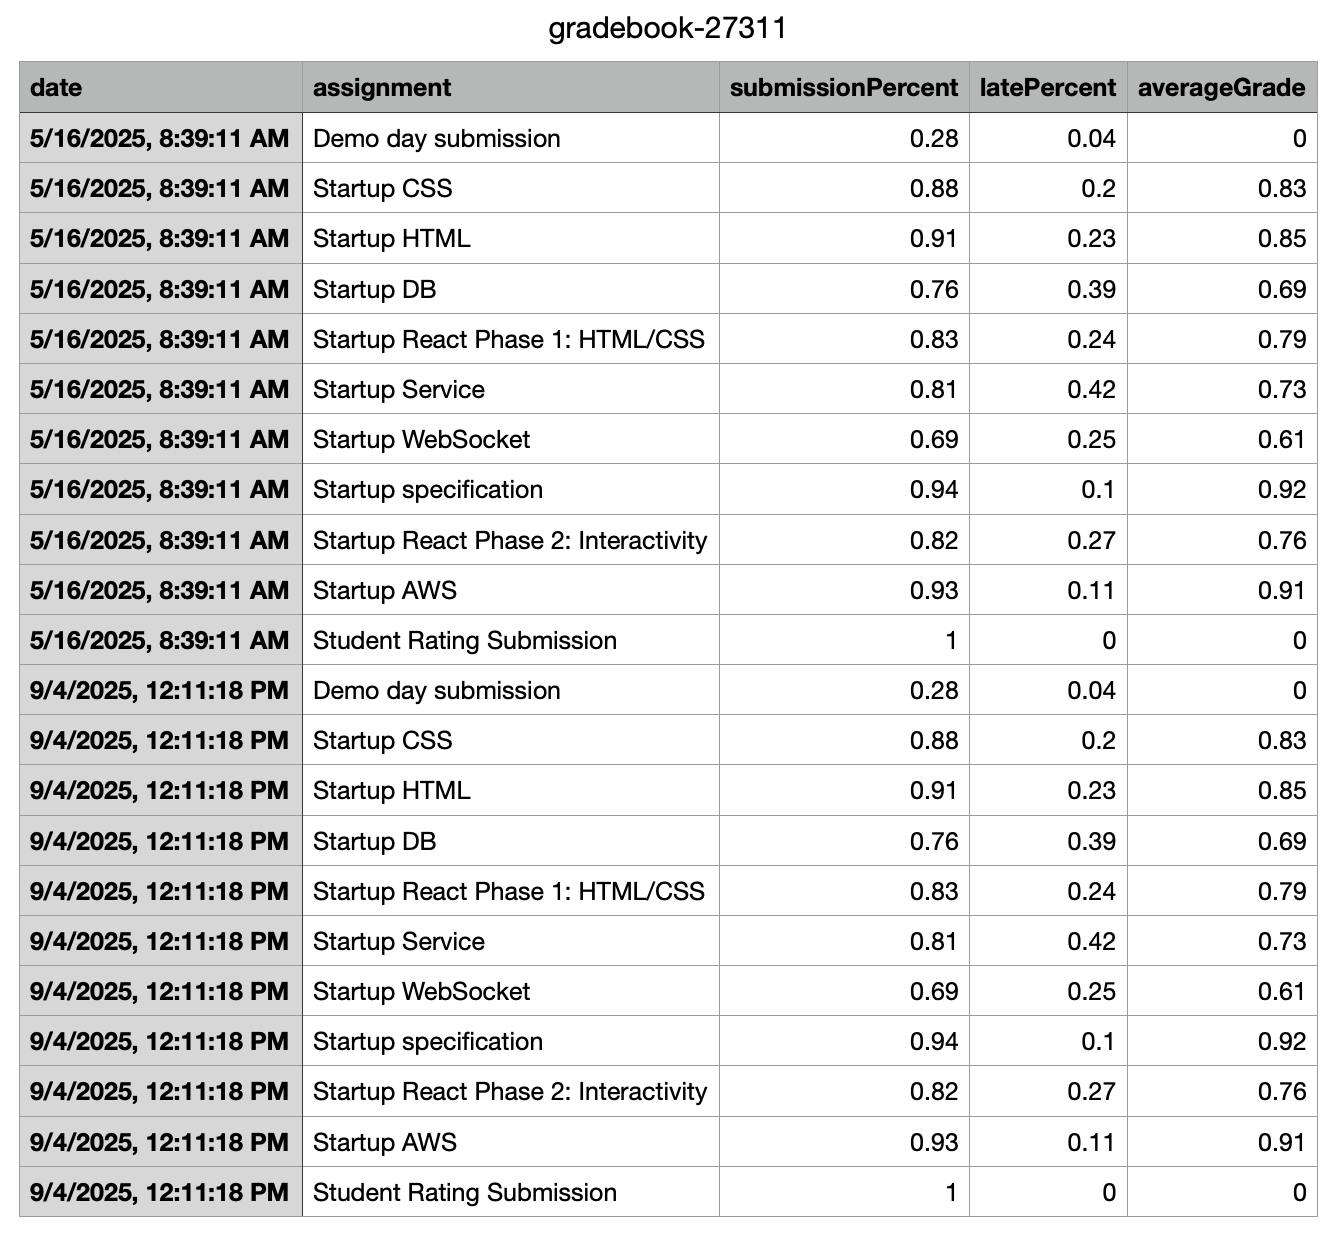 gradebook-27311
date assignment submissionPercent latePercent averageGrade
5/16/2025, 8:39:11 AM Demo day submission 0.28 0.04 0
5/16/2025, 8:39:11 AM Startup CSS 0.88 0.2 0.83
5/16/2025, 8:39:11 AM Startup HTML 0.91 0.23 0.85
5/16/2025, 8:39:11 AM Startup DB 0.76 0.39 0.69
5/16/2025, 8:39:11 AM Startup React Phase 1: HTML/CSS 0.83 0.24 0.79
5/16/2025, 8:39:11 AM Startup Service 0.81 0.42 0.73
5/16/2025, 8:39:11 AM Startup WebSocket 0.69 0.25 0.61
5/16/2025, 8:39:11 AM Startup specification 0.94 0.1 0.92
5/16/2025, 8:39:11 AM Startup React Phase 2: Interactivity 0.82 0.27 0.76
5/16/2025, 8:39:11 AM Startup AWS 0.93 0.11 0.91
5/16/2025, 8:39:11 AM Student Rating Submission 1 0 0
9/4/2025, 12:11:18 PM Demo day submission 0.28 0.04 0
9/4/2025, 12:11:18 PM Startup CSS 0.88 0.2 0.83
9/4/2025, 12:11:18 PM Startup HTML 0.91 0.23 0.85
9/4/2025, 12:11:18 PM Startup DB 0.76 0.39 0.69
9/4/2025, 12:11:18 PM Startup React Phase 1: HTML/CSS 0.83 0.24 0.79
9/4/2025, 12:11:18 PM Startup Service 0.81 0.42 0.73
9/4/2025, 12:11:18 PM Startup WebSocket 0.69 0.25 0.61
9/4/2025, 12:11:18 PM Startup specification 0.94 0.1 0.92
9/4/2025, 12:11:18 PM Startup React Phase 2: Interactivity 0.82 0.27 0.76
9/4/2025, 12:11:18 PM Startup AWS 0.93 0.11 0.91
9/4/2025, 12:11:18 PM Student Rating Submission 1 0 0